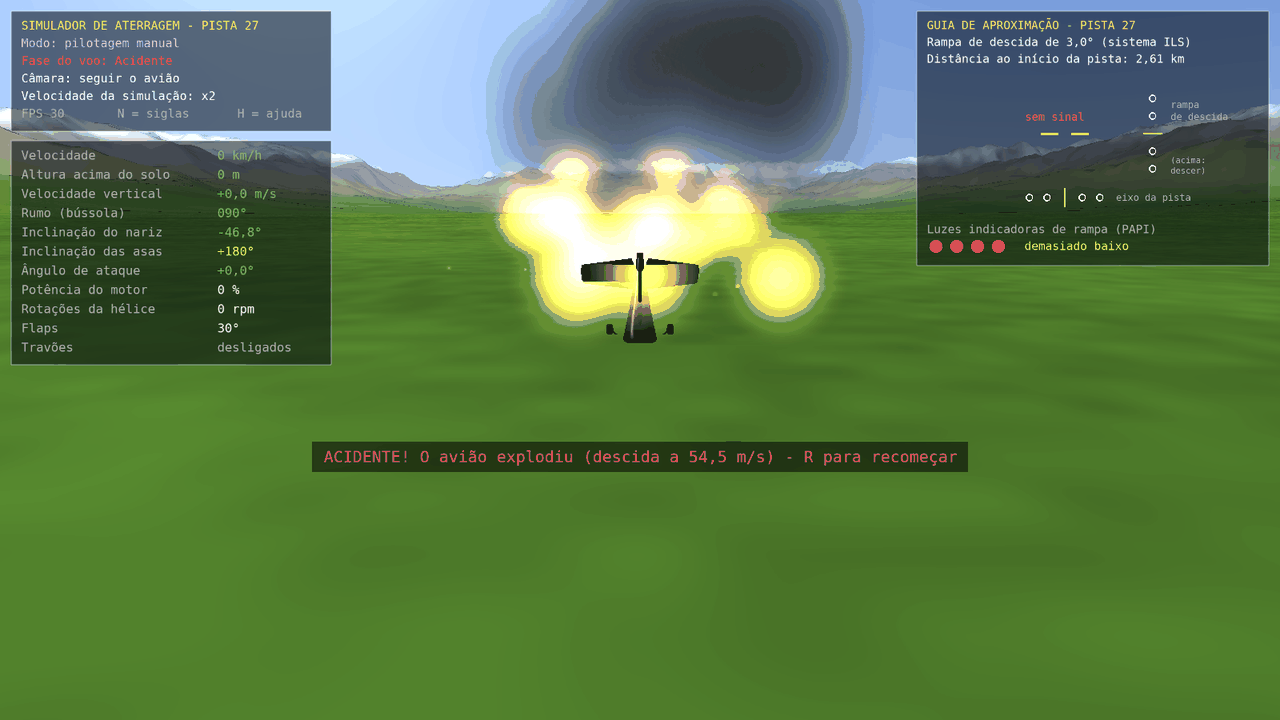 SIMULADOR DE ATERRAGEM - PISTA 27
Modo: pilotagem manual
Fase do voo: Acidente
Câmara: seguir o avião
Velocidade da simulação: x2
FPS 30 N = siglas H = ajuda
Velocidade 0 km/h
Altura acima do solo 0 m
Velocidade vertical +0,0 m/s
Rumo (bússola) 090°
Inclinação do nariz -46,8°
Inclinação das asas +180°
Ângulo de ataque +0,0°
Potência do motor 0 %
Rotações da hélice 0 rpm
Flaps 30°
Travões desligados
GUIA DE APROXIMAÇÃO - PISTA 27
Rampa de descida de 3,0° (sistema ILS)
Distância ao início da pista: 2,61 km
sem sinal
rampa
de descida
(acima:
descer)
eixo da pista
Luzes indicadoras de rampa (PAPI)
demasiado baixo
ACIDENTE! O avião explodiu (descida a 54,5 m/s) - R para recomeçar